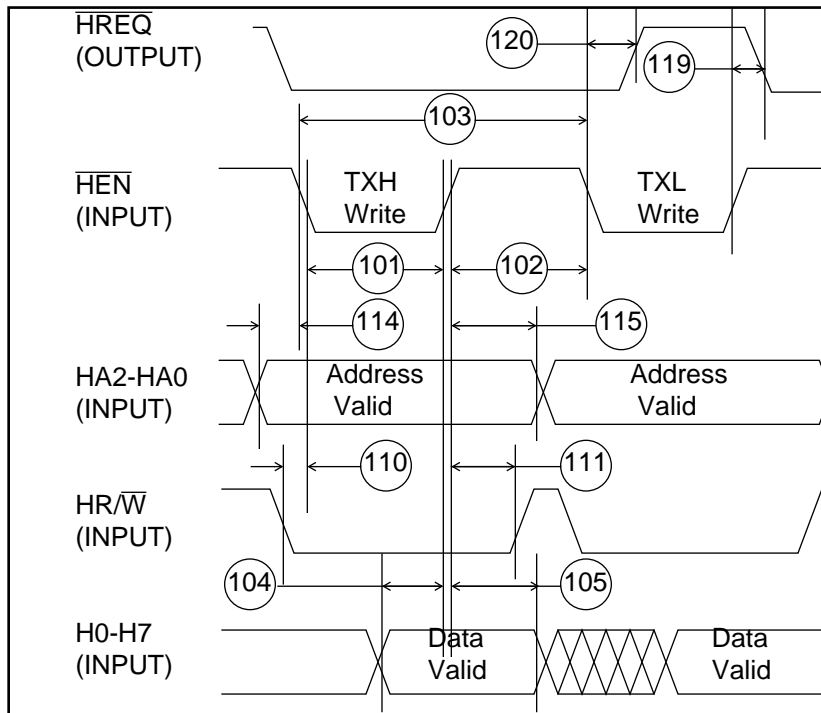 HREQ
(OUTPUT)
120
119
103
HEN
(INPUT)
TXH
Write
TXL
Write
101
102
114
115
HA2-HA0
(INPUT)
Address
Valid
Address
Valid
110
111
HR/W
(INPUT)
104
105
H0-H7
(INPUT)
Data
Valid
Data
Valid